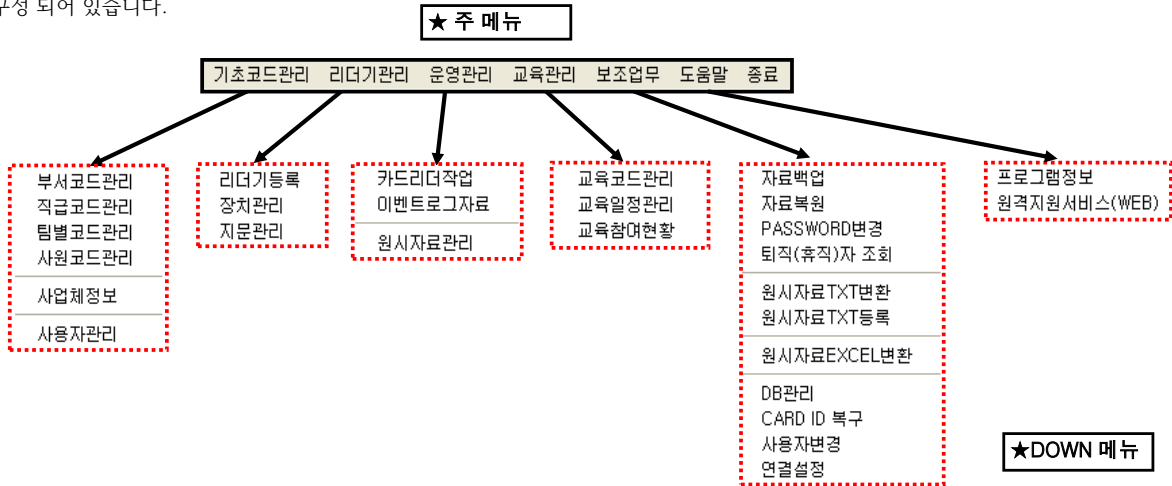 구성 되어 있습니다.
★ 주 메뉴
기초코드관리 리더기관리 운영관리 교육관리 보조업무 도움말 종료
부서코드관리
직급코드관리
팀별코드관리
사원코드관리
사업체정보
사용자관리
리더기등록
장치관리
지문관리
카드리더작업
이벤트로그자료
원시자료관리
교육코드관리
교육일정관리
교육참여현황
자료백업
자료복원
PASSWORD변경
퇴직(휴직)자 조회
원시자료TXT변환
원시자료TXT등록
원시자료EXCEL변환
DB관리
CARD ID 복구
사용자변경
연결설정
프로그램정보
원격지원서비스(WEB)
★DOWN 메뉴